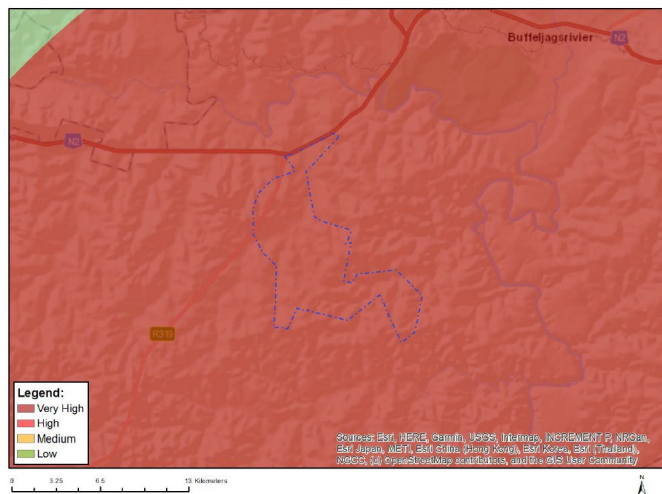 Buffeljagsrivier
N2
N2
R319
Legend:
Very High
High
Medium
Low
Sources: Esri, HERE, Garmin, USGS, Intermap, INCREMENT P, NRCan,
Esri Japan, METI, Esri China (Hong Kong), Esri Korea, Esri (Thailand),
NGCC, (c) OpenStreetMap contributors, and the GIS User Community
0 3.25 6.5 13 Kilometers
N